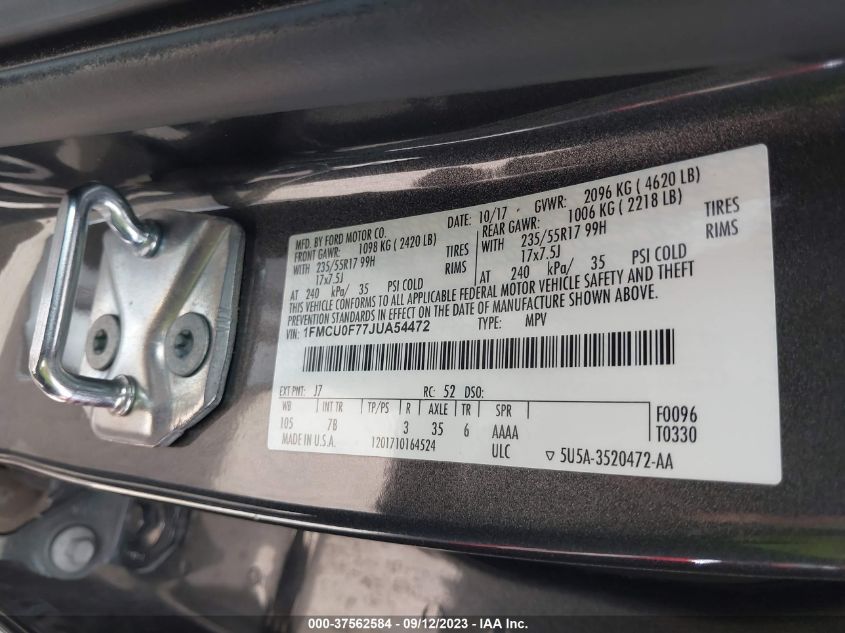 MFD. BY FORD MOTOR CO. DATE: 10/17 GVWR: 2096 KG ( 4620 LB)
FRONT GAWR: 1098 KG ( 2420 LB) REAR GAWR: 1006 KG ( 2218 LB)
WITH 235/55R17 99H TIRES WITH 235/55R17 99H TIRES
17x7.5J RIMS 17x7.5J RIMS
AT 240 kPa/ 35 PSI COLD AT 240 kPa/ 35 PSI COLD
THIS VEHICLE CONFORMS TO ALL APPLICABLE FEDERAL MOTOR VEHICLE SAFETY AND THEFT
PREVENTION STANDARDS IN EFFECT ON THE DATE OF MANUFACTURE SHOWN ABOVE.
VIN: 1FMCU0F77JUA54472 TYPE: MPV
EXT PNT: J7 RC: 52 DSO:
WB INT TR TP/PS R AXLE TR SPR F0096
105 7B 3 35 6 AAAA T0330
MADE IN U.S.A. 1201710164524 ULC ▽ 5U5A-3520472-AA
000-37562584 - 09/12/2023 - IAA Inc.